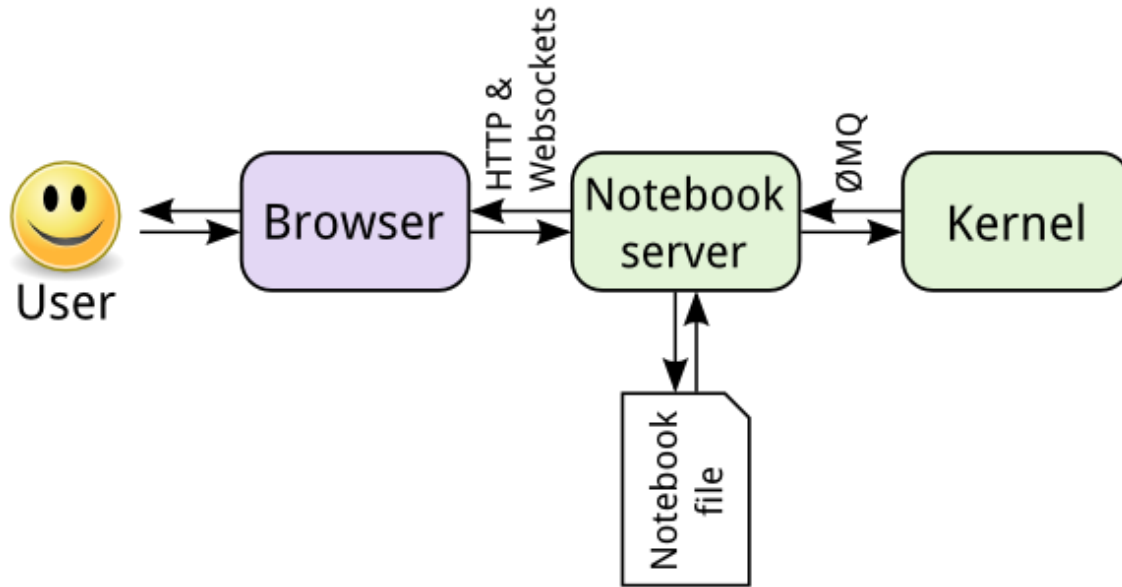 User
Browser
HTTP &
Websockets
Notebook
server
ØMQ
Kernel
Notebook
file